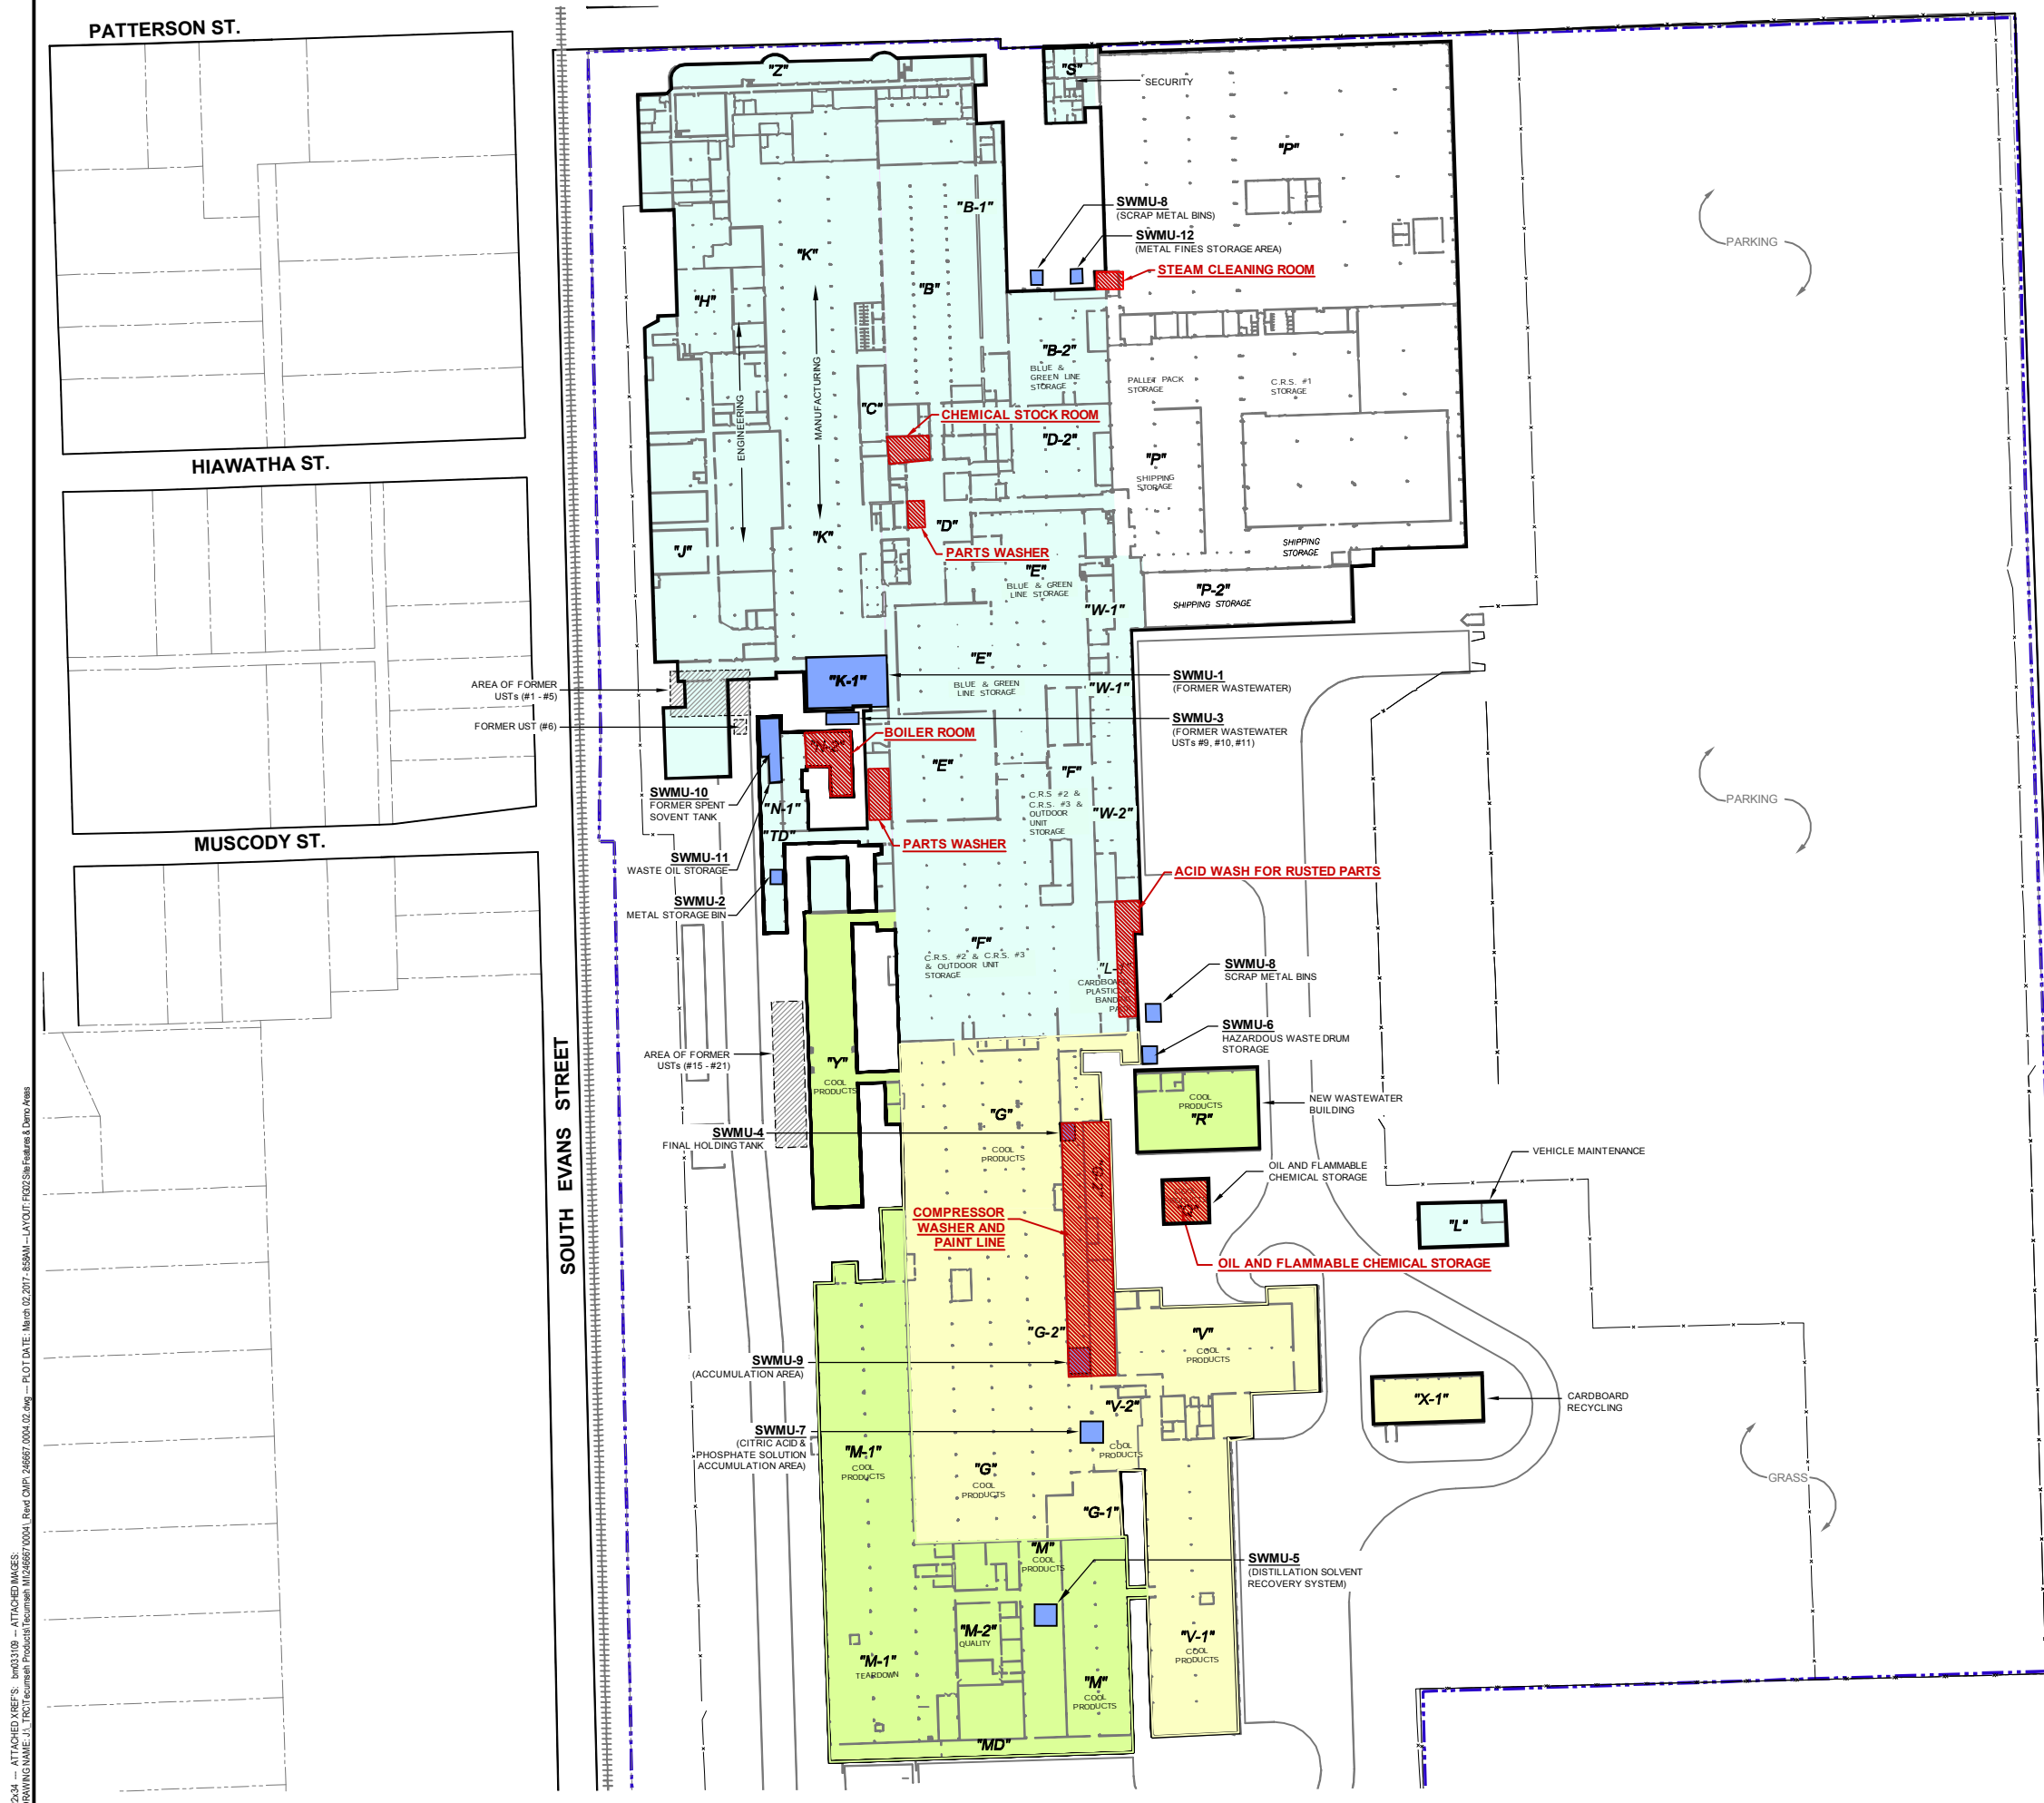 PATTERSON ST.
"Z"
"S"
SECURITY
"P"
"B-1"
SWMU-8
(SCRAP METAL BINS)
SWMU-12
(METAL FINES STORAGE AREA)
PARKING
"K"
STEAM CLEANING ROOM
"B"
"H"
"B-2"
BLUE &
GREEN LINE
STORAGE
PALLET PACK
STORAGE
C.R.S. #1
STORAGE
ENGINEERING
MANUFACTURING
"C"
CHEMICAL STOCK ROOM
"D-2"
HIAWATHA ST.
"P"
SHIPPING
STORAGE
"D"
"K"
"J"
PARTS WASHER
SHIPPING
STORAGE
"E"
BLUE & GREEN
LINE STORAGE
"P-2"
SHIPPING STORAGE
"W-1"
"E"
BLUE & GREEN
LINE STORAGE
AREA OF FORMER
USTs (#1 - #5)
"K-1"
"W-1"
SWMU-1
(FORMER WASTEWATER)
FORMER UST (#6)
SWMU-3
(FORMER WASTEWATER
USTs #9, #10, #11)
BOILER ROOM
"N-2"
"E"
"F"
C.R.S. #2 &
C.R.S. #3 &
OUTDOOR
UNIT
STORAGE
SWMU-10
FORMER SPENT
SOVENT TANK
"N-1"
"W-2"
PARKING
"TD"
MUSCODY ST.
PARTS WASHER
SWMU-11
WASTE OIL STORAGE
ACID WASH FOR RUSTED PARTS
SWMU-2
METAL STORAGE BIN
"F"
C.R.S. #2 & C.R.S. #3
& OUTDOOR UNIT
STORAGE
CARDBOARD
PLASTIC
SWMU-8
SCRAP METAL BINS
SWMU-6
HAZARDOUS WASTE DRUM
STORAGE
AREA OF FORMER
USTs (#15 - #21)
"Y"
COOL
PRODUCTS
COOL
PRODUCTS
"R"
NEW WASTEWATER
BUILDING
"G"
COOL
PRODUCTS
SWMU-4
FINAL HOLDING TANK
SOUTH EVANS STREET
"G-2"
OIL AND FLAMMABLE
CHEMICAL STORAGE
"Q"
VEHICLE MAINTENANCE
"L"
COMPRESSOR
WASHER AND
PAINT LINE
OIL AND FLAMMABLE CHEMICAL STORAGE
"G-2"
"V"
COOL
PRODUCTS
SWMU-9
(ACCUMULATION AREA)
"X-1"
CARDBOARD
RECYCLING
"V-2"
COOL
PRODUCTS
SWMU-7
(CITRIC ACID &
PHOSPHATE SOLUTION
ACCUMULATION AREA)
"M-1"
COOL
PRODUCTS
"G"
COOL
PRODUCTS
GRASS
"G-1"
"M"
COOL
PRODUCTS
SWMU-5
(DISTILLATION SOLVENT
RECOVERY SYSTEM)
"M-2"
QUALITY
"V-1"
COOL
PRODUCTS
"M-1"
TEARDOWN
"M"
COOL
PRODUCTS
"MD"